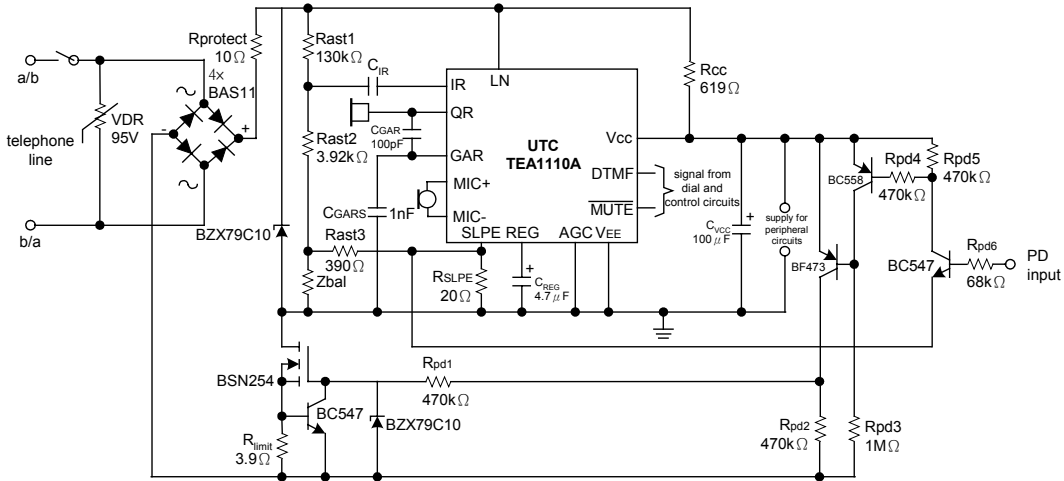 Rprotect
10Ω
4x
BAS11
a/b
VDR
95V
telephone
line
b/a
-
+
Rast1
130kΩ
CIR
Rast2
3.92kΩ
CGAR
100pF
CGARS
1nF
BZX79C10
Rast3
390Ω
Zbal
IR
QR
GAR
MIC+
MIC-
SLPE
REG
AGC
VEE
LN
UTC
TEA1110A
Vcc
DTMF
MUTE
signal from
dial and
control circuits
RSLPE
20Ω
+
CREG
4.7μF
Rcc
619Ω
+
CVCC
100μF
supply for
peripheral
circuits
BC558
Rpd4
470kΩ
Rpd5
470kΩ
BF473
BC547
Rpd6
68kΩ
PD
input
BSN254
BC547
Rlimit
3.9Ω
BZX79C10
Rpd1
470kΩ
Rpd2
470kΩ
Rpd3
1MΩ